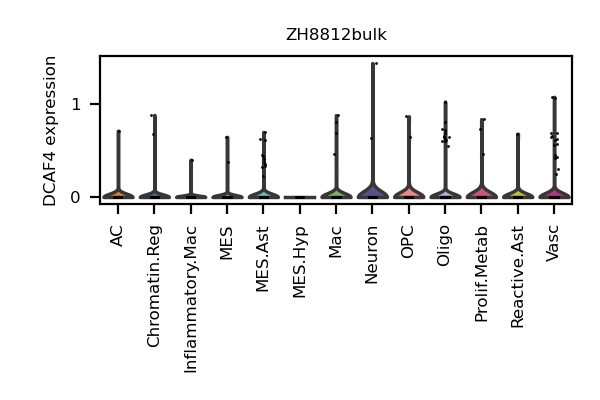 ZH8812bulk
DCAF4 expression
1
0
AC
Chromatin.Reg
Inflammatory.Mac
MES
MES.Ast
MES.Hyp
Mac
Neuron
OPC
Oligo
Prolif.Metab
Reactive.Ast
Vasc